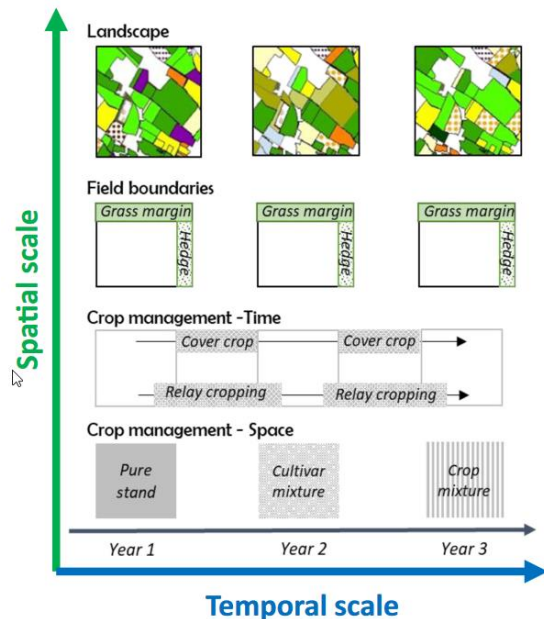 Landscape
Field boundaries
Grass margin
Hedge
Grass margin
Hedge
Grass margin
Hedge
Crop management -Time
Cover crop
Cover crop
Relay cropping
Relay cropping
Crop management - Space
Pure
stand
Cultivar
mixture
Crop
mixture
Year 1
Year 2
Year 3
Spatial scale
Temporal scale